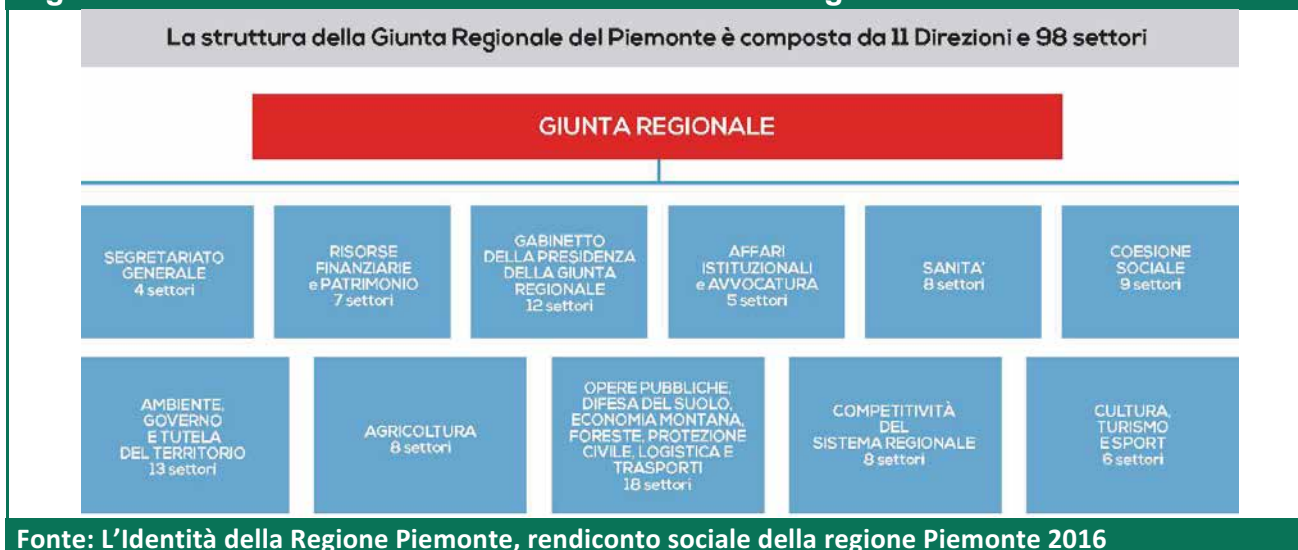 La struttura della Giunta Regionale del Piemonte è composta da 11 Direzioni e 98 settori
GIUNTA REGIONALE
SEGRETARIATO
GENERALE
4 settori
RISORSE
FINANZIARIE
e PATRIMONIO
7 settori
GABINETTO
DELLA PRESIDENZA
DELLA GIUNTA
REGIONALE
12 settori
AFFARI
ISTITUZIONALI
e AVVOCATURA
5 settori
SANITA'
8 settori
COESIONE
SOCIALE
9 settori
AMBIENTE,
GOVERNO
E TUTELA
DEL TERRITORIO
13 settori
AGRICOLTURA
8 settori
OPERE PUBBLICHE,
DIFESA DEL SUOLO,
ECONOMIA MONTANA,
FORESTE, PROTEZIONE
CIVILE, LOGISTICA E
TRASPORTI
18 settori
COMPETITIVITÀ
DEL
SISTEMA REGIONALE
8 settori
CULTURA,
TURISMO
E SPORT
6 settori
Fonte: L'Identità della Regione Piemonte, rendiconto sociale della regione Piemonte 2016